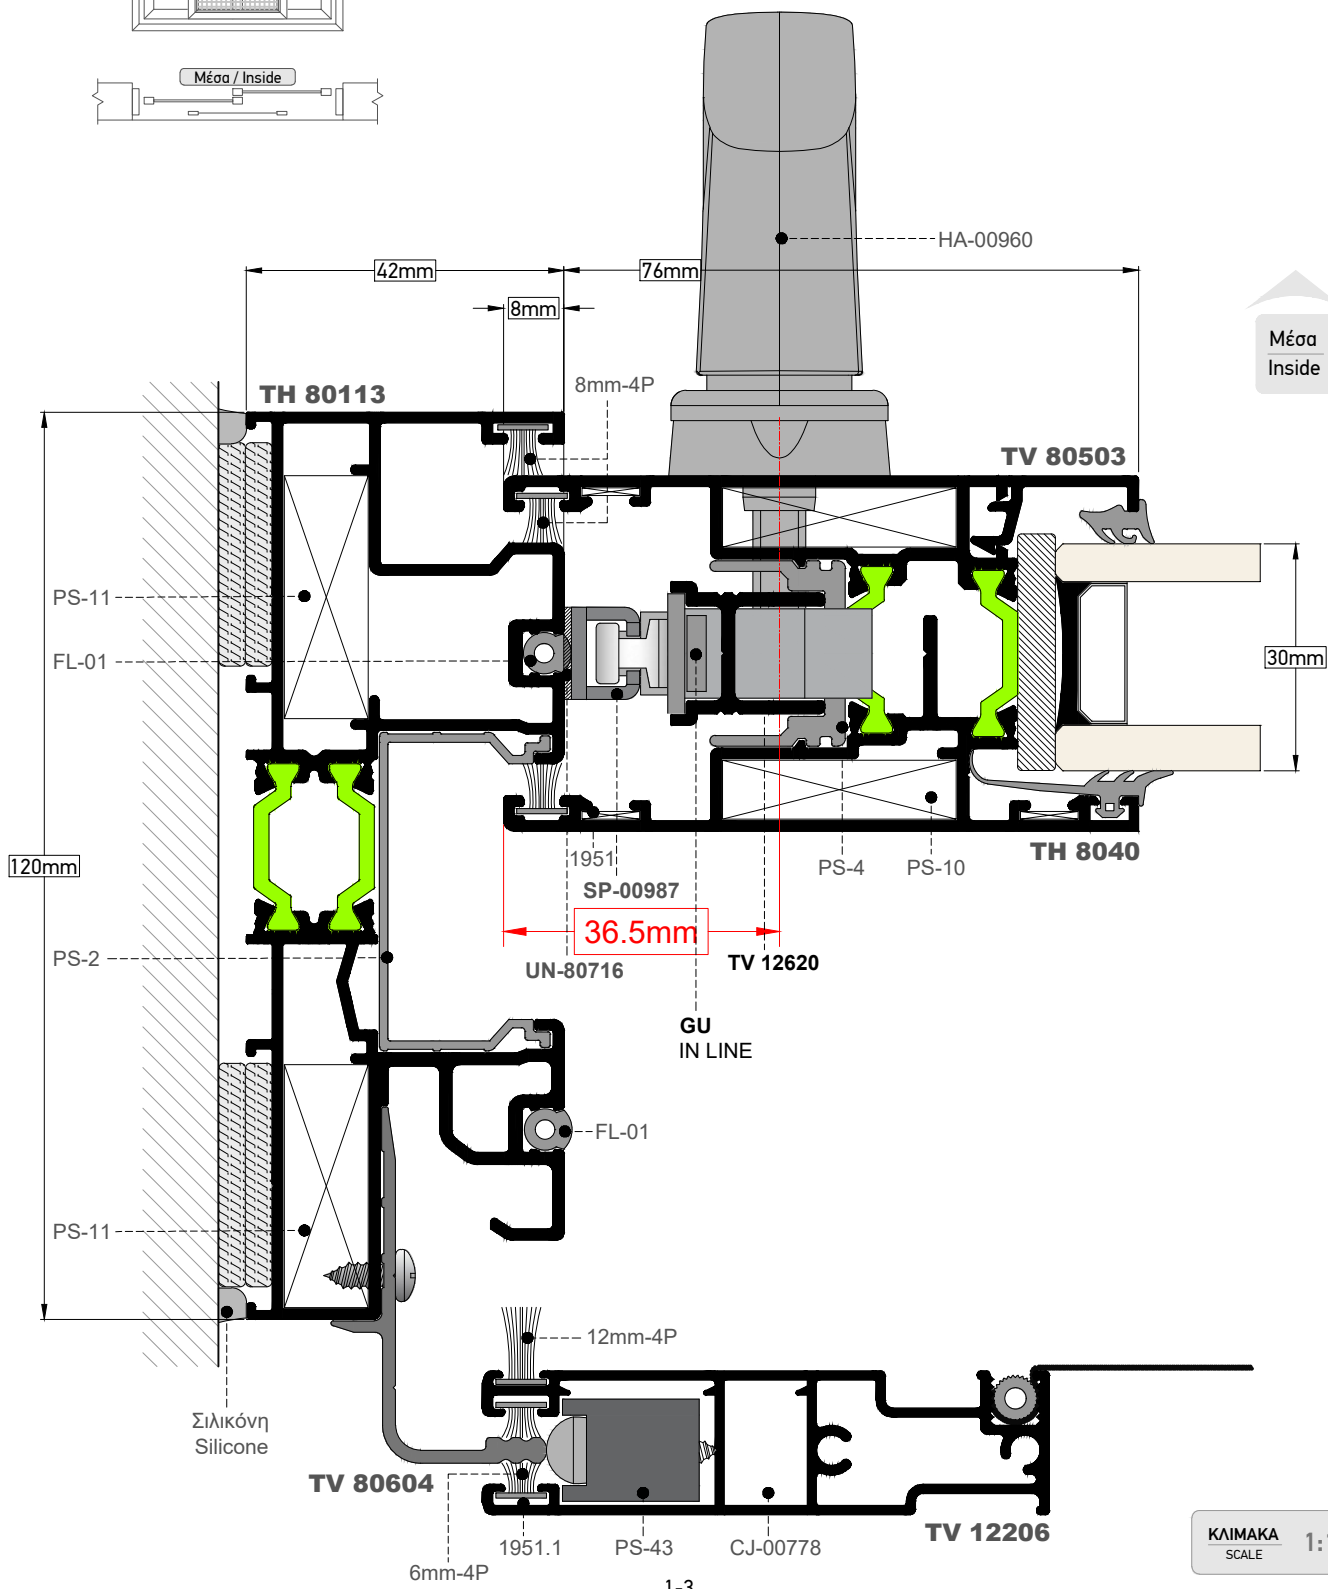 Μέσα / Inside
HA-00960
42mm
76mm
8mm
Μέσα
Inside
TH 80113
8mm-4P
TV 80503
PS-11
FL-01
30mm
120mm
1951
PS-4
PS-10
TH 8040
SP-00987
36.5mm
PS-2
UN-80716
TV 12620
GU
IN LINE
FL-01
PS-11
12mm-4P
Σιλικόνη
Silicone
TV 80604
TV 12206
1951.1
PS-43
CJ-00778
6mm-4P
ΚΛΙΜΑΚΑ
SCALE
1:
1-3